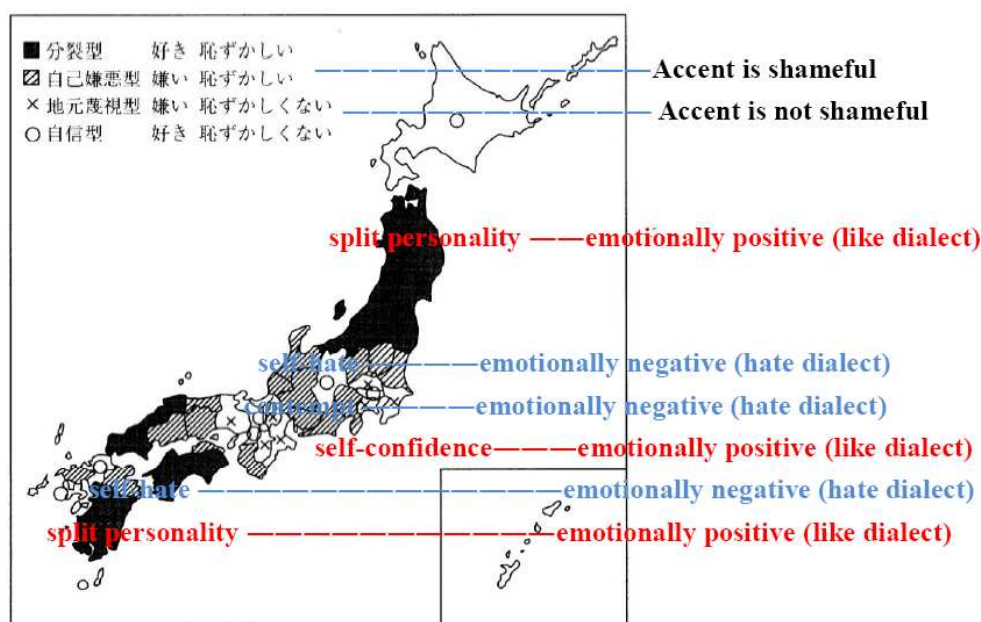 ■ 分裂型 好き 恥ずかしい
▨ 自己嫌悪型 嫌い 恥ずかしい
× 地元蔑視型 嫌い 恥ずかしくない
○ 自信型 好き 恥ずかしくない
Accent is shameful
Accent is not shameful
split personality ——emotionally positive (like dialect)
self-hate ————emotionally negative (hate dialect)
contempt ————emotionally negative (hate dialect)
self-confidence———emotionally positive (like dialect)
self-hate —————————————emotionally negative (hate dialect)
split personality ———————————emotionally positive (like dialect)